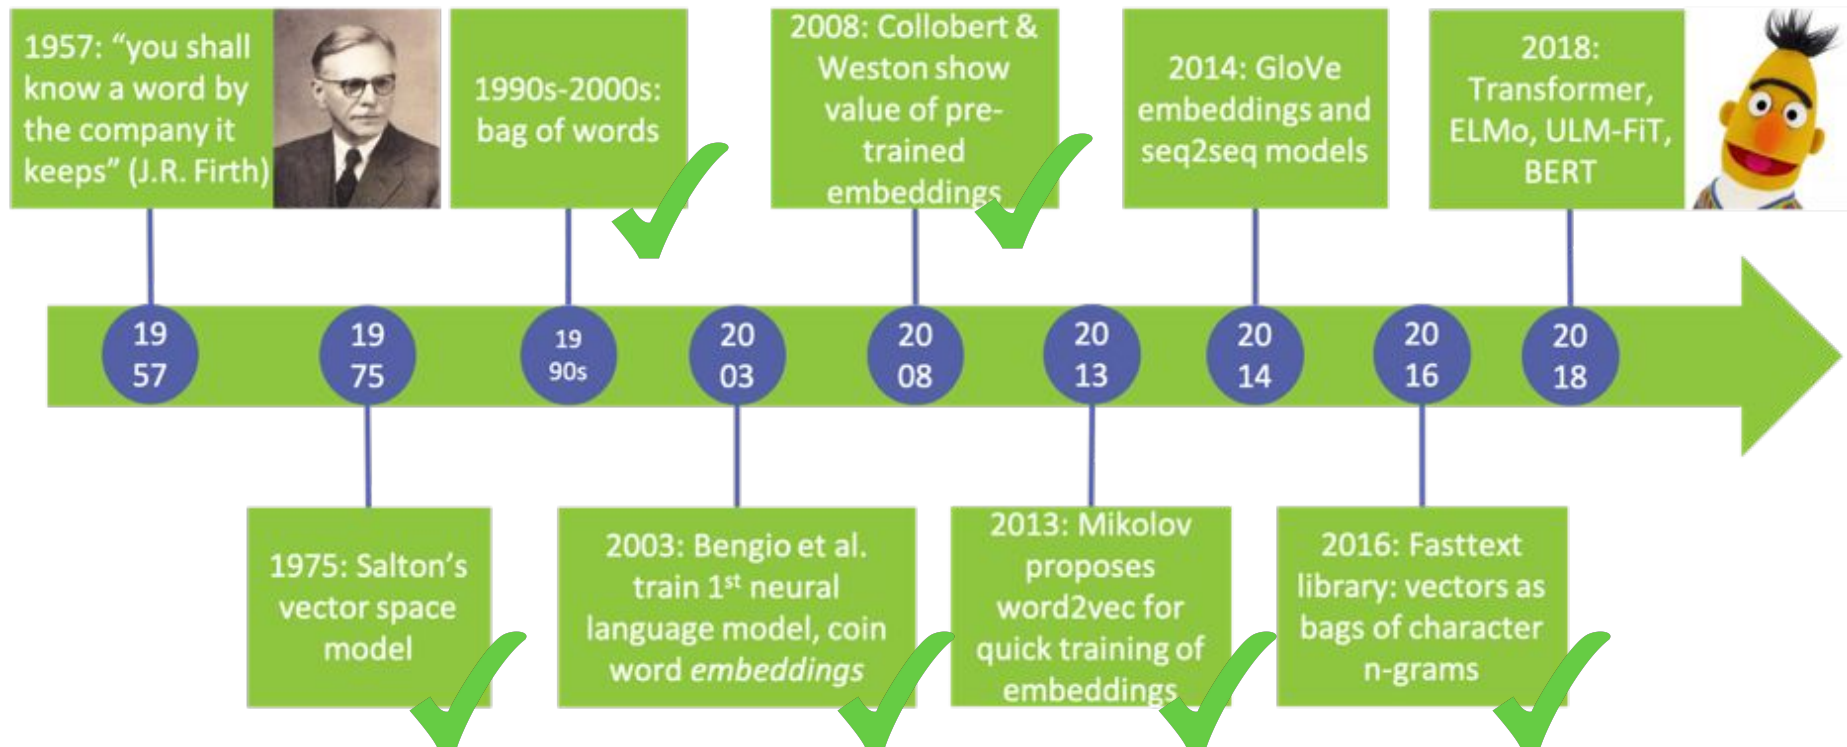 1957: “you shall
know a word by
the company it
keeps” (J.R. Firth)
1990s-2000s:
bag of words
2008: Collobert &
Weston show
value of pre-
trained
embeddings
2014: GloVe
embeddings and
seq2seq models
2018:
Transformer,
ELMo, ULM-FiT,
BERT
19
57
19
75
19
90s
20
03
20
08
20
13
20
14
20
16
20
18
1975: Salton’s
vector space
model
2003: Bengio et al.
train 1st neural
language model, coin
word embeddings
2013: Mikolov
proposes
word2vec for
quick training of
embeddings
2016: Fasttext
library: vectors as
bags of character
n-grams